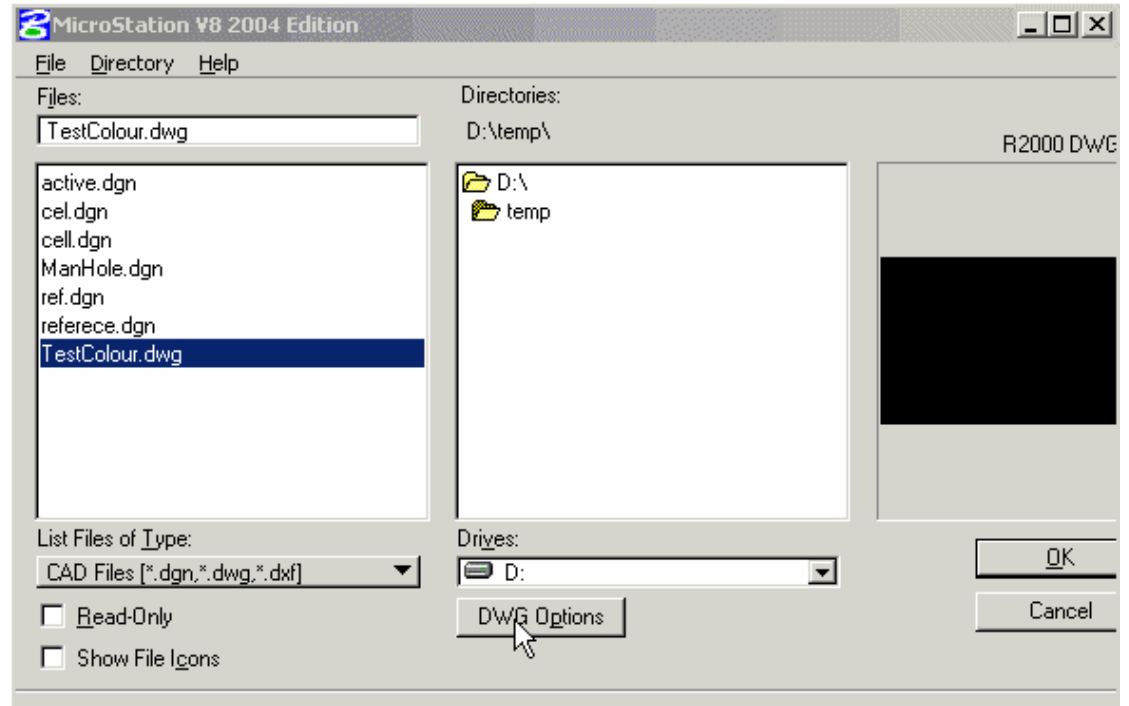 MicroStation V8 2004 Edition
File Directory Help
Files:
TestColour.dwg
active.dgn
cel.dgn
cell.dgn
ManHole.dgn
ref.dgn
referece.dgn
TestColour.dwg
List Files of Type:
CAD Files [*.dgn,*.dwg,*.dxf]
Read-Only
Show File Icons
Directories:
D:\temp\
D:\
temp
Drives:
D:
DWG Options
R2000 DWG
OK
Cancel